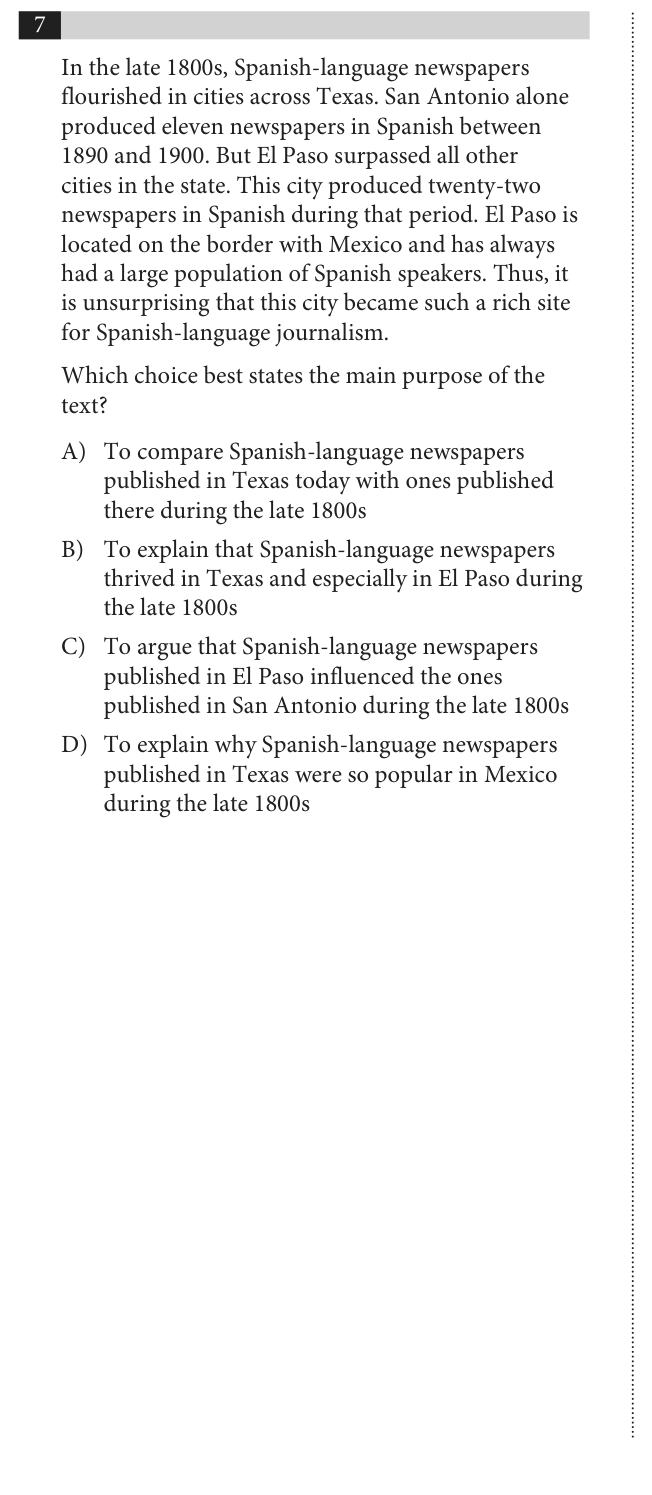 7
In the late 1800s, Spanish-language newspapers
flourished in cities across Texas. San Antonio alone
produced eleven newspapers in Spanish between
1890 and 1900. But El Paso surpassed all other
cities in the state. This city produced twenty-two
newspapers in Spanish during that period. El Paso is
located on the border with Mexico and has always
had a large population of Spanish speakers. Thus, it
is unsurprising that this city became such a rich site
for Spanish-language journalism.
Which choice best states the main purpose of the
text?
A) To compare Spanish-language newspapers
published in Texas today with ones published
there during the late 1800s
B) To explain that Spanish-language newspapers
thrived in Texas and especially in El Paso during
the late 1800s
C) To argue that Spanish-language newspapers
published in El Paso influenced the ones
published in San Antonio during the late 1800s
D) To explain why Spanish-language newspapers
published in Texas were so popular in Mexico
during the late 1800s